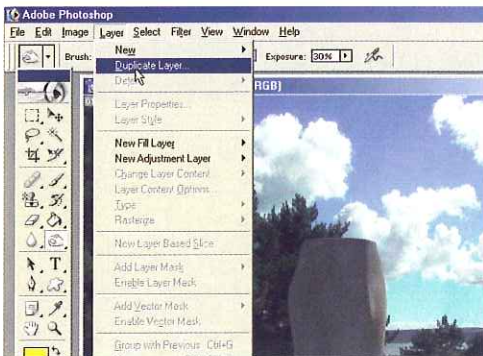 Adobe Photoshop
File Edit Image Layer Select Filter View Window Help
Brush: Exposure: 30%
New
Duplicate Layer...
RGB)
Layer Properties...
Layer Style
New Fill Layer
New Adjustment Layer
Change Layer Content
Layer Content Options...
Type
Rasterize
New Layer Based Slice
Add Layer Mask
Enable Layer Mask
Add Vector Mask
Enable Vector Mask
Group with Previous Ctrl+G